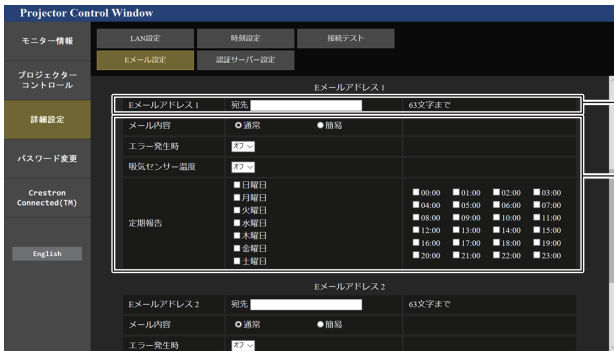 Projector Control Window
モニター情報
プロジェクター
コントロール
詳細設定
パスワード変更
Crestron
Connected(TM)
English
LAN設定 時刻設定 接続テスト
Eメール設定 認証サーバー設定
Eメールアドレス1
Eメールアドレス1 宛先 63文字まで
メール内容 通常 簡易
エラー発生時 オフ
吸気センサー温度 オフ
定期報告
日曜日
月曜日
火曜日
水曜日
木曜日
金曜日
土曜日
00:00 01:00 02:00 03:00
04:00 05:00 06:00 07:00
08:00 09:00 10:00 11:00
12:00 13:00 14:00 15:00
16:00 17:00 18:00 19:00
20:00 21:00 22:00 23:00
Eメールアドレス2
Eメールアドレス2 宛先 63文字まで
メール内容 通常 簡易
エラー発生時 オフ